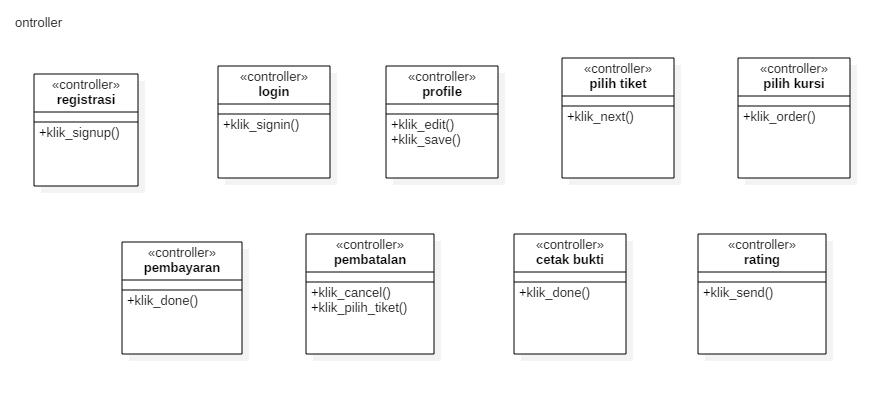 ontroller
«controller»
registrasi
+klik_signup()
«controller»
login
+klik_signin()
«controller»
profile
+klik_edit()
+klik_save()
«controller»
pilih tiket
+klik_next()
«controller»
pilih kursi
+klik_order()
«controller»
pembayaran
+klik_done()
«controller»
pembatalan
+klik_cancel()
+klik_pilih_tiket()
«controller»
cetak bukti
+klik_done()
«controller»
rating
+klik_send()